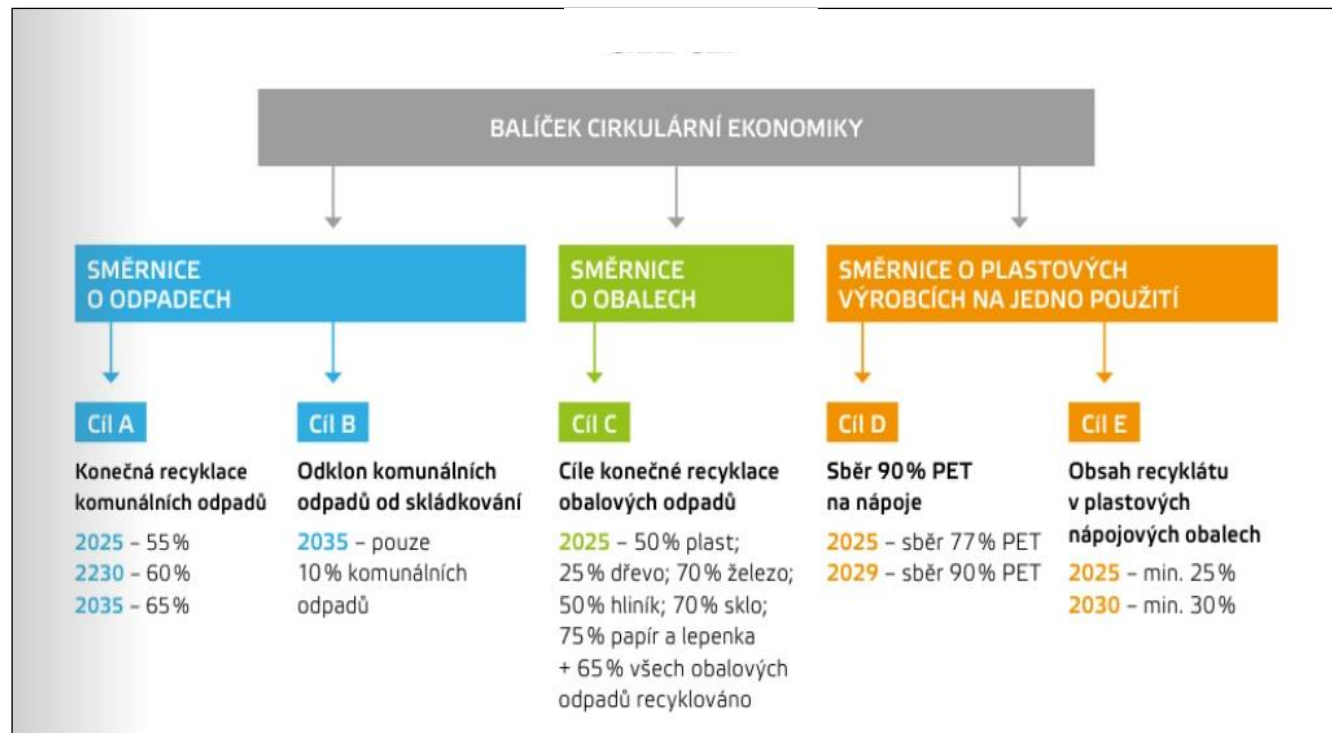 BALÍČEK CIRKULÁRNÍ EKONOMIKY
SMĚRNICE
O ODPADECH
SMĚRNICE
O OBALECH
SMĚRNICE O PLASTOVÝCH
VÝROBCÍCH NA JEDNO POUŽITÍ
Cíl A
Konečná recyklace
komunálních odpadů
2025 – 55 %
2230 – 60 %
2035 – 65 %
Cíl B
Odklon komunálních
odpadů od skládkování
2035 – pouze
10 % komunálních
odpadů
Cíl C
Cíle konečné recyklace
obalových odpadů
2025 – 50 % plast;
25 % dřevo; 70 % železo;
50 % hliník; 70 % sklo;
75 % papír a lepenka
+ 65 % všech obalových
odpadů recyklováno
Cíl D
Sběr 90 % PET
na nápoje
2025 – sběr 77 % PET
2029 – sběr 90 % PET
Cíl E
Obsah recyklátu
v plastových
nápojových obalech
2025 – min. 25 %
2030 – min. 30 %